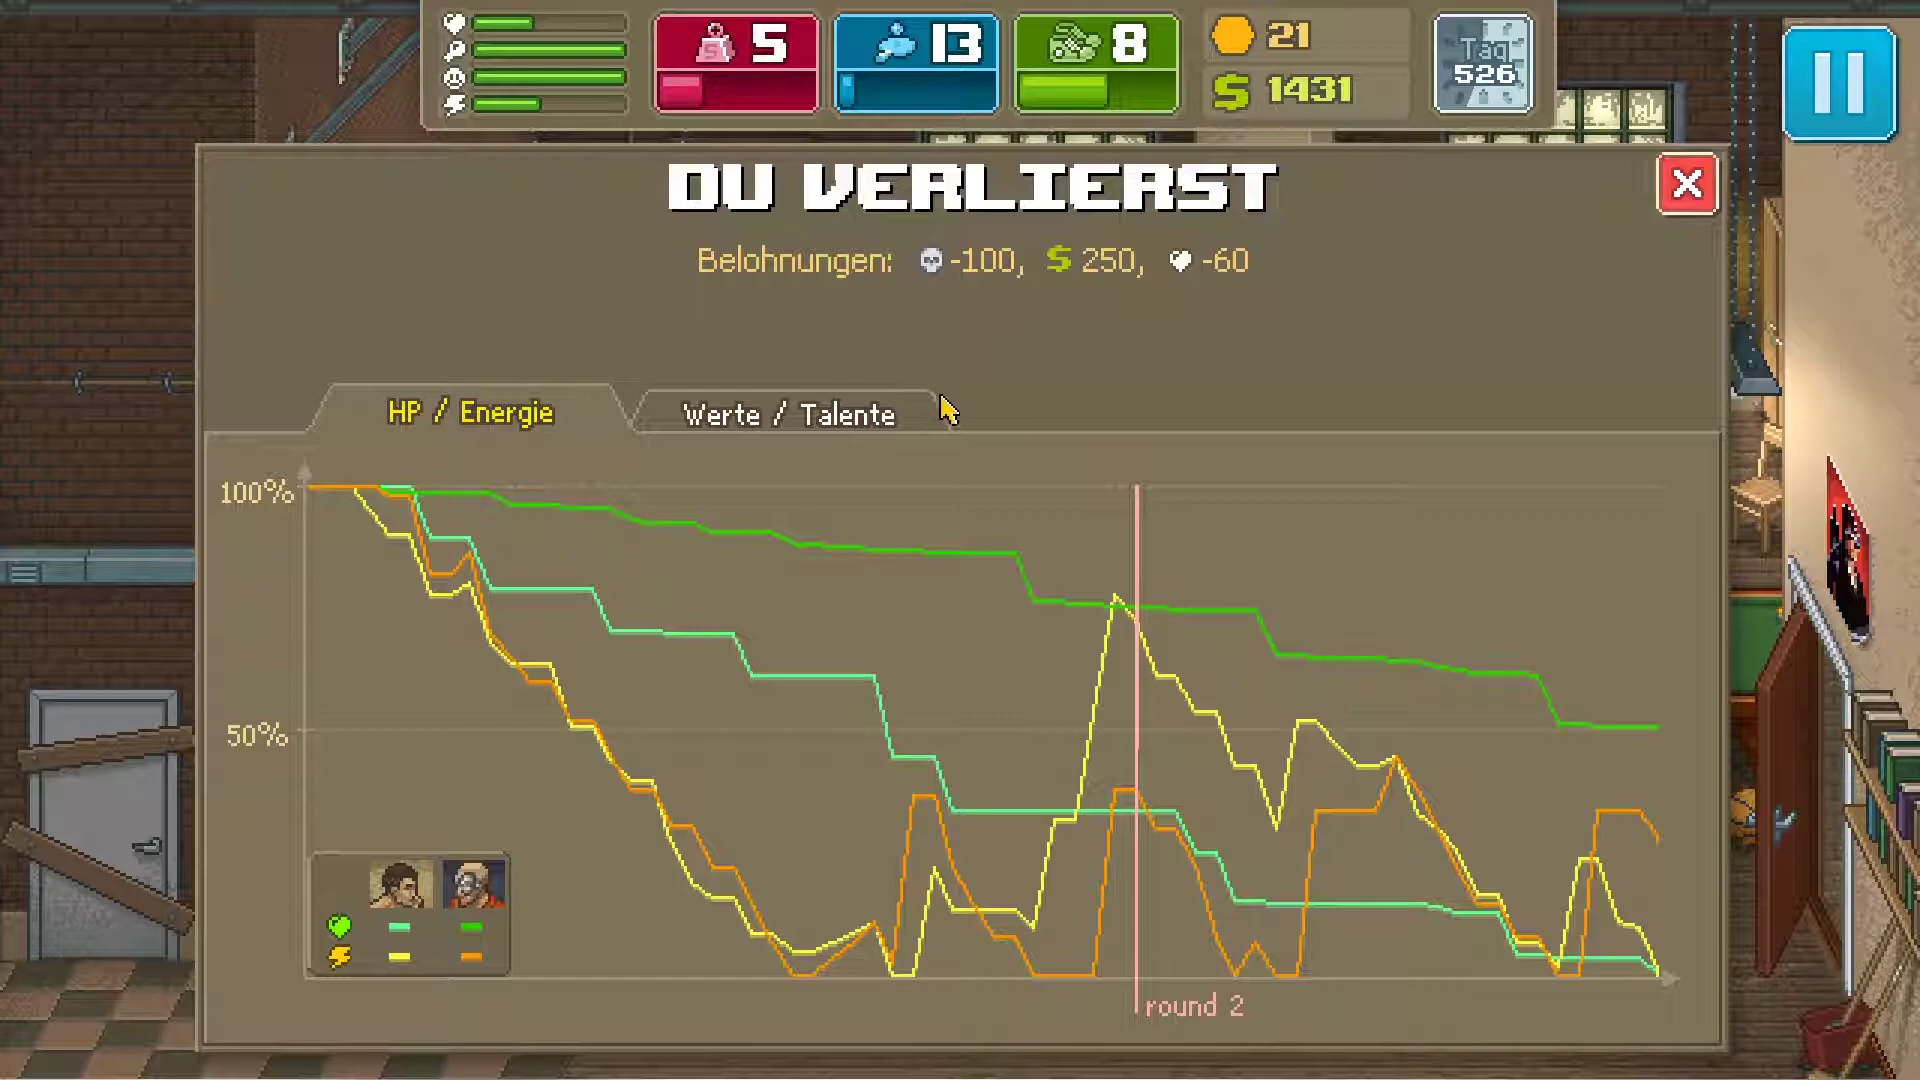 5
13
8
21
1431
Tag
526
DU VERLIERST
Belohnungen: -100, $ 250, -60
HP / Energie
Werte / Talente
100%
50%
round 2